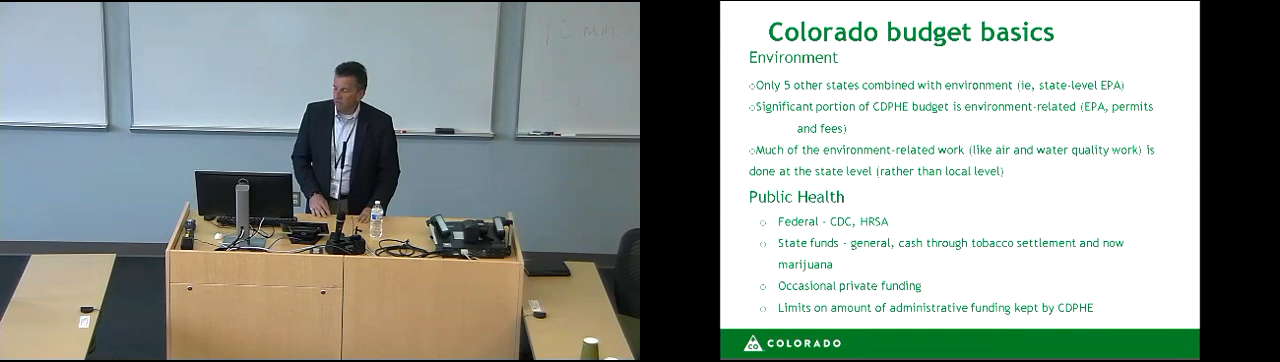 Colorado budget basics
Environment
Only 5 other states combined with environment (ie, state-level EPA)
Significant portion of CDPHE budget is environment-related (EPA, permits
and fees)
Much of the environment-related work (like air and water quality work) is
done at the state level (rather than local level)
Public Health
Federal - CDC, HRSA
State funds - general, cash through tobacco settlement and now
marijuana
Occasional private funding
Limits on amount of administrative funding kept by CDPHE
CO COLORADO